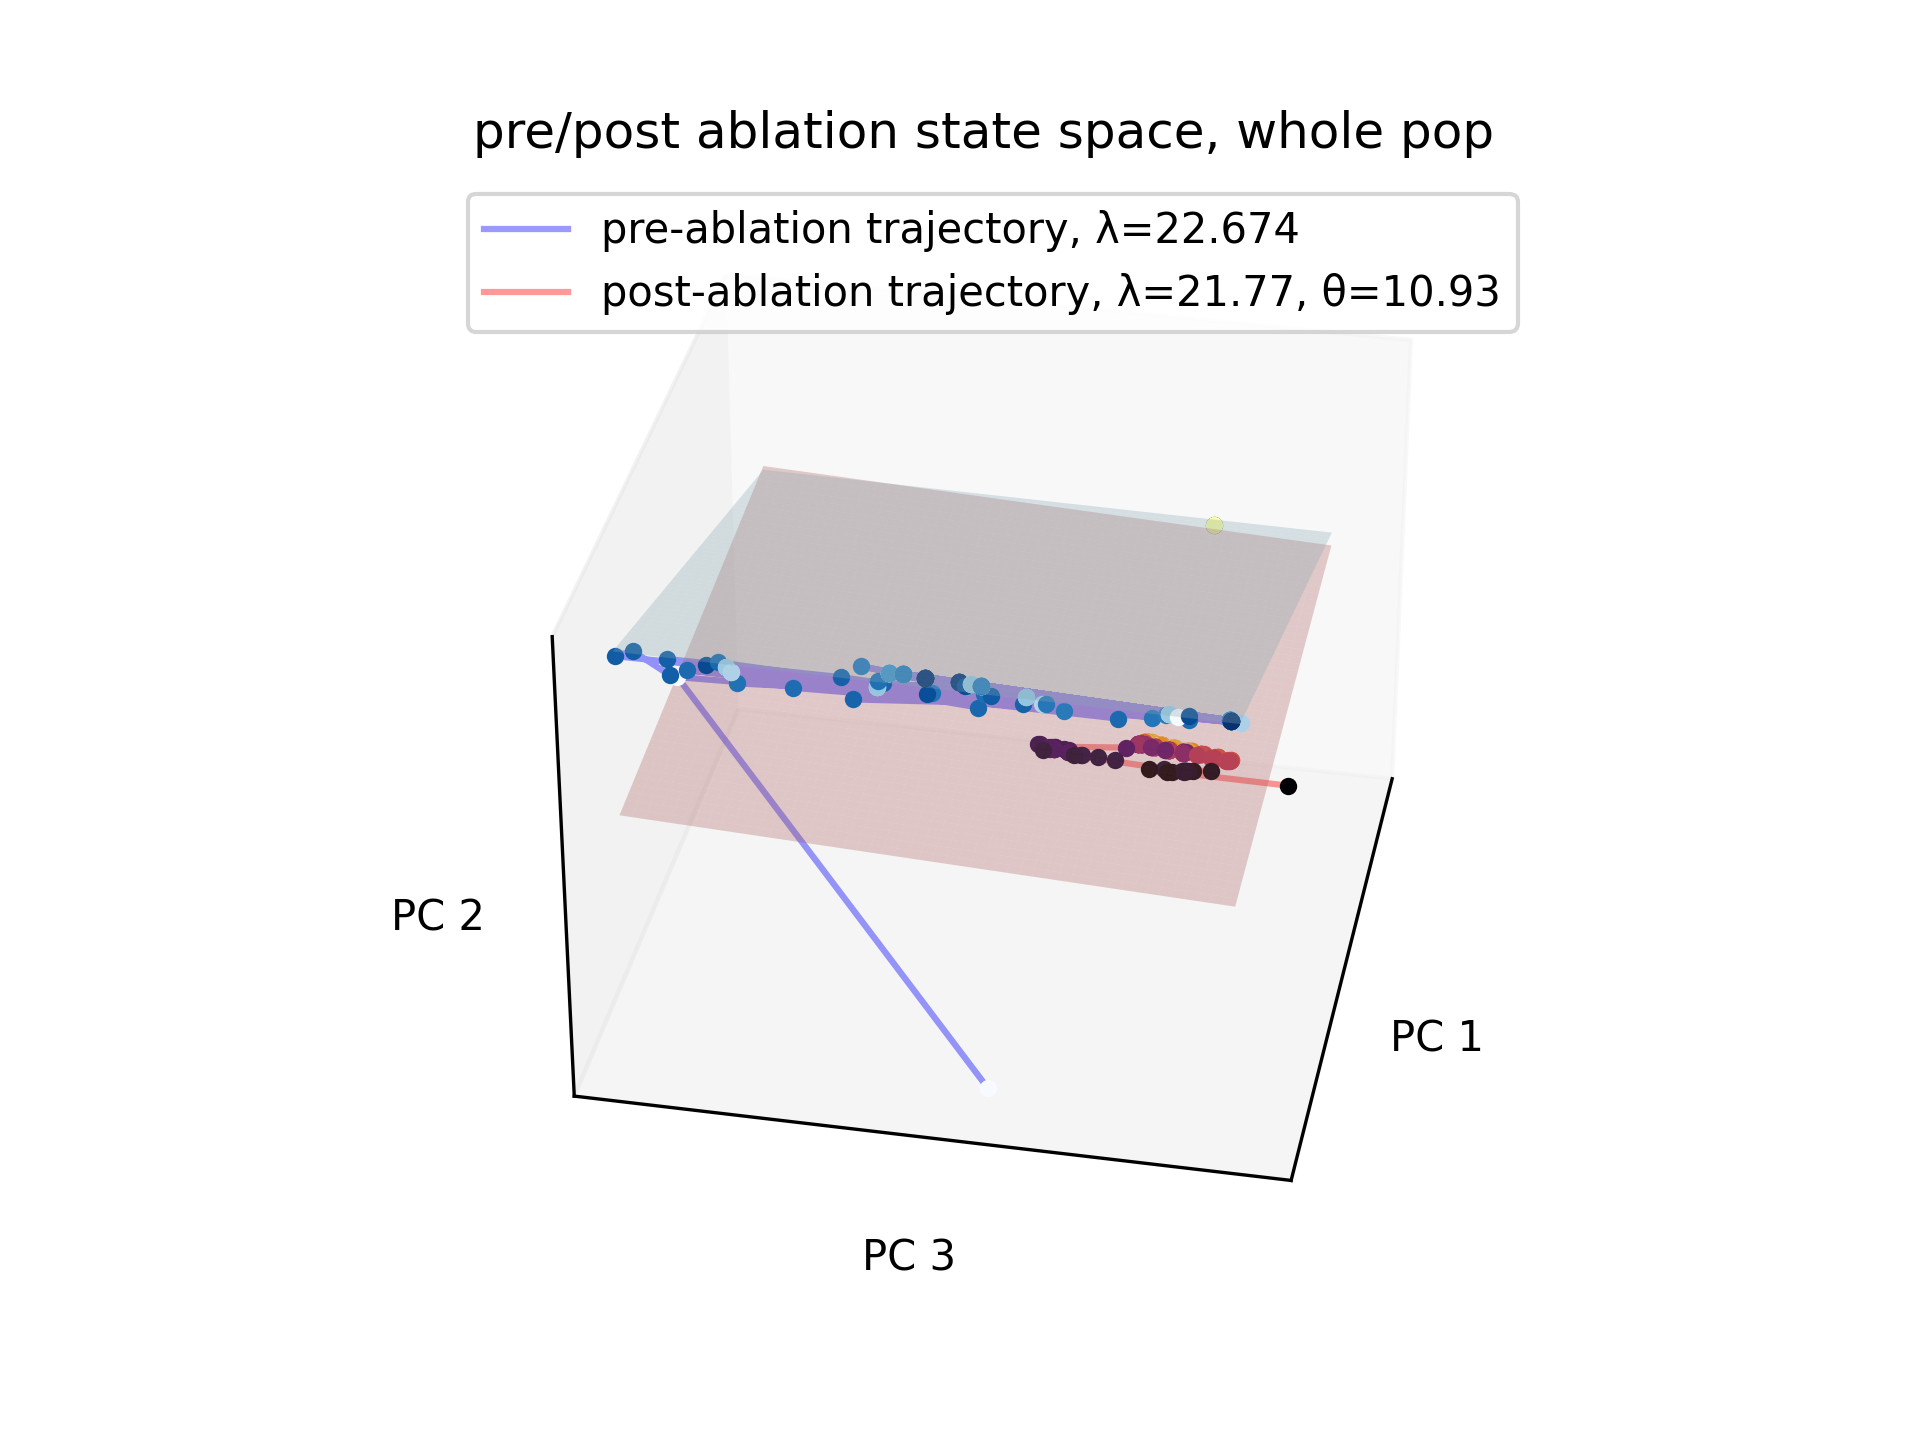 pre/post ablation state space, whole pop
pre-ablation trajectory, λ=22.674
post-ablation trajectory, λ=21.77, θ=10.93
PC 2
PC 1
PC 3